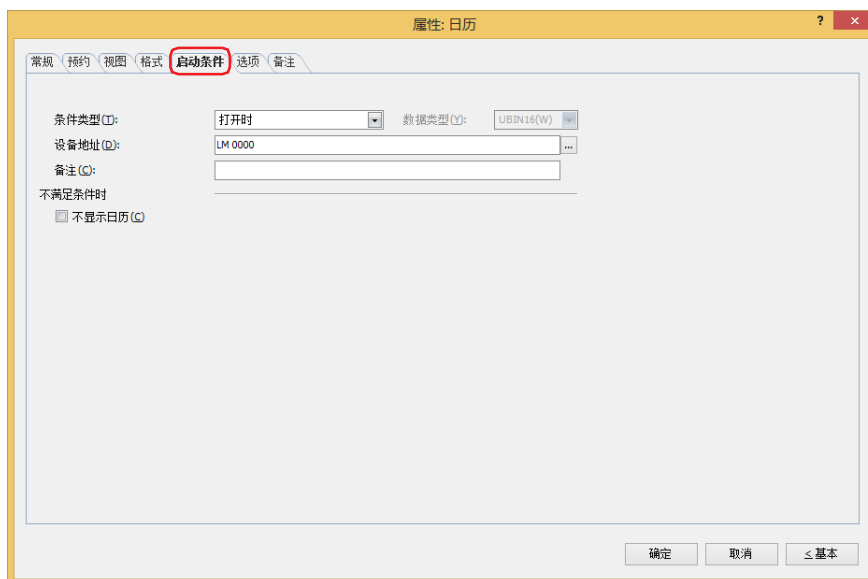 属性: 日历
? ×
常规 预约 视图 格式 启动条件 选项 备注
条件类型(T): 打开时 数据类型(Y): UBIN16(W)
设备地址(D): LM 0000 ...
备注(C):
不满足条件时
不显示日历(C)
确定 取消 < 基本